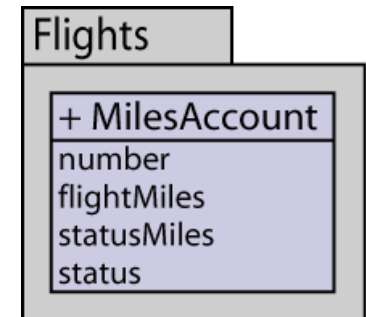 Flights
+ MilesAccount
number
flightMiles
statusMiles
status